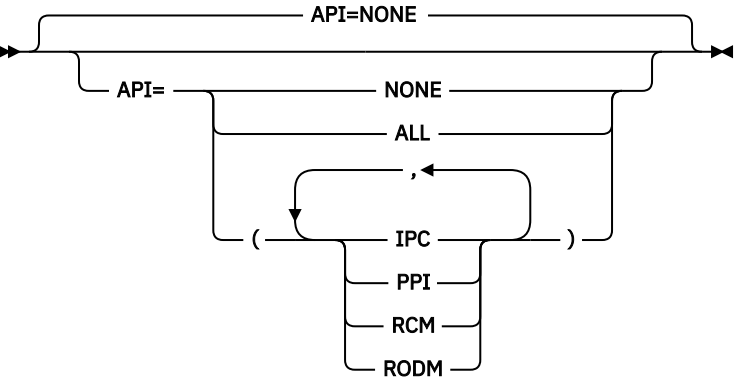 API=NONE
API= NONE
ALL
,
( IPC )
PPI
RCM
RODM